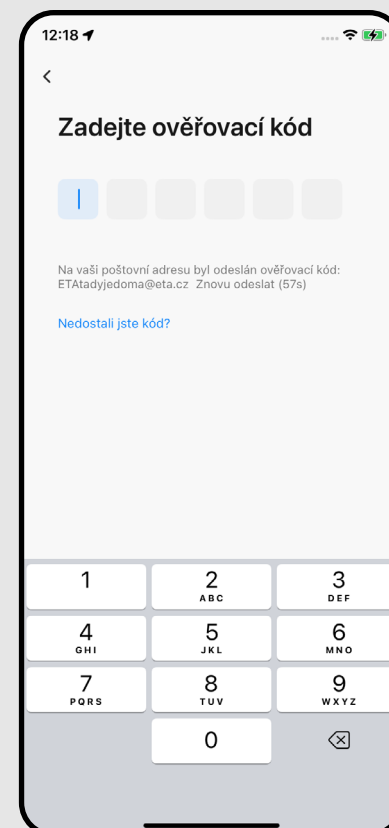 12:18
Zadejte ověřovací kód
Na vaši poštovní adresu byl odeslán ověřovací kód:
ETAtadyjedoma@eta.cz Znovu odeslat (57s)
Nedostali jste kód?
1 2 3
ABC DEF
4 5 6
GHI JKL MNO
7 8 9
PQRS TUV WXYZ
0